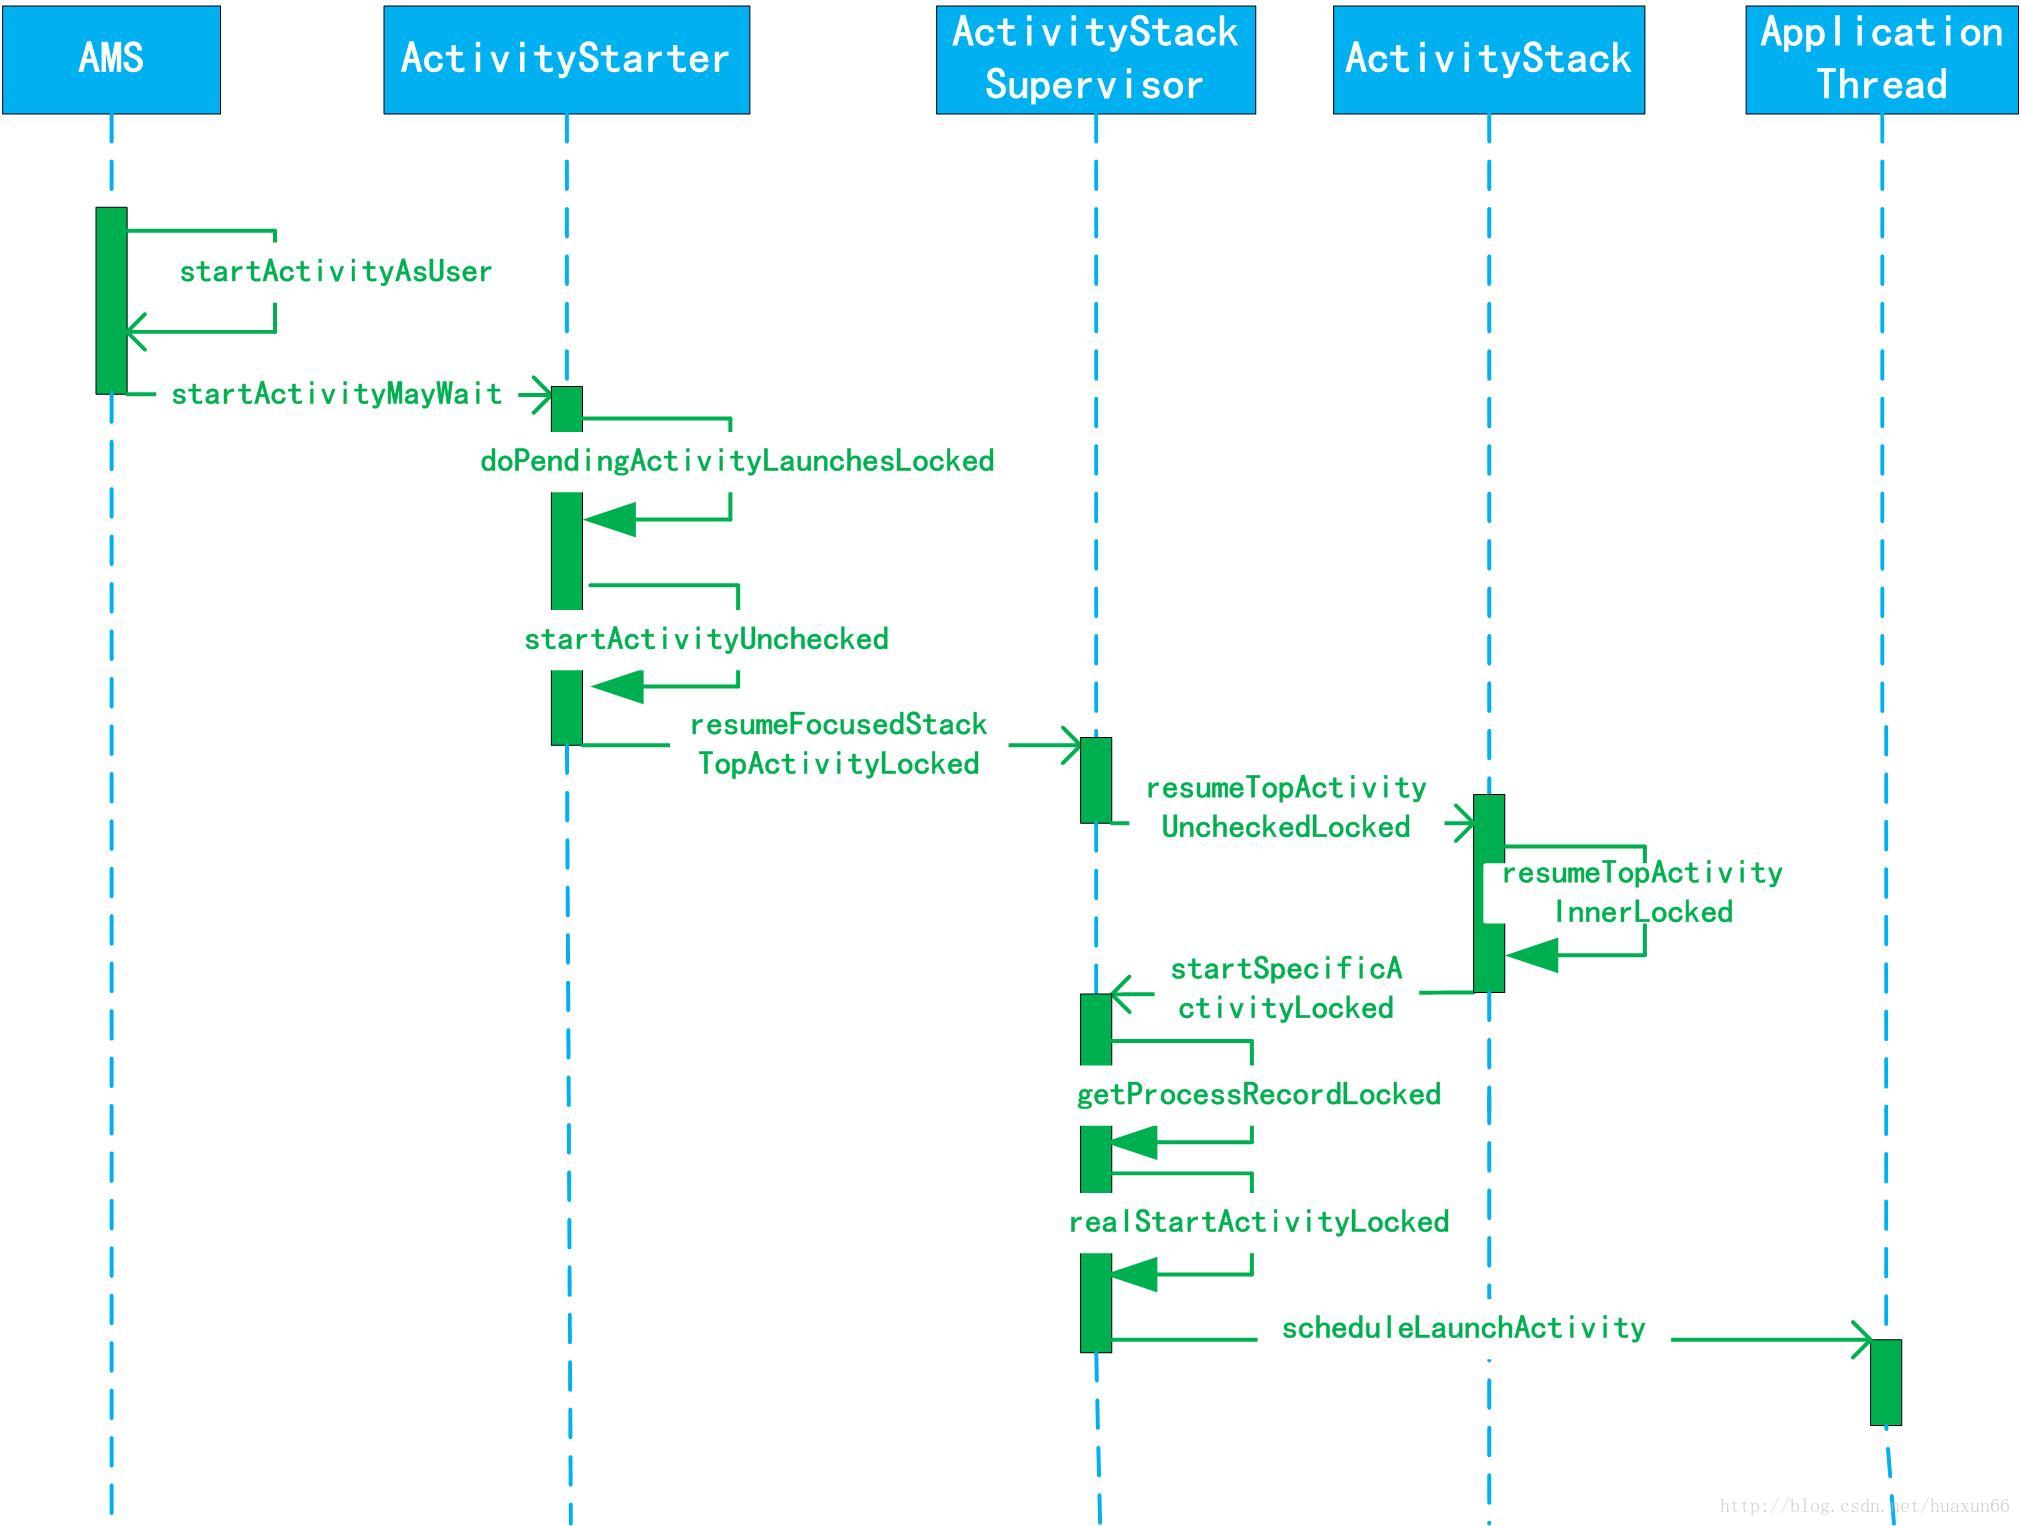 AMS
ActivityStarter
ActivityStack
Supervisor
ActivityStack
Application
Thread
startActivityAsUser
startActivityMayWait
doPendingActivityLaunchesLocked
startActivityUnchecked
resumeFocusedStack
TopActivityLocked
resumeTopActivity
UncheckedLocked
resumeTopActivity
InnerLocked
startSpecificA
ctivityLocked
getProcessRecordLocked
realStartActivityLocked
scheduleLaunchActivity
http://blog.csdn.net/huaxun66